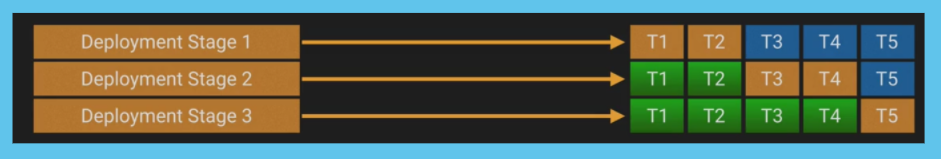 Deployment Stage 1 T1 T2 T3 T4 T5
Deployment Stage 2 T1 T2 T3 T4 T5
Deployment Stage 3 T1 T2 T3 T4 T5